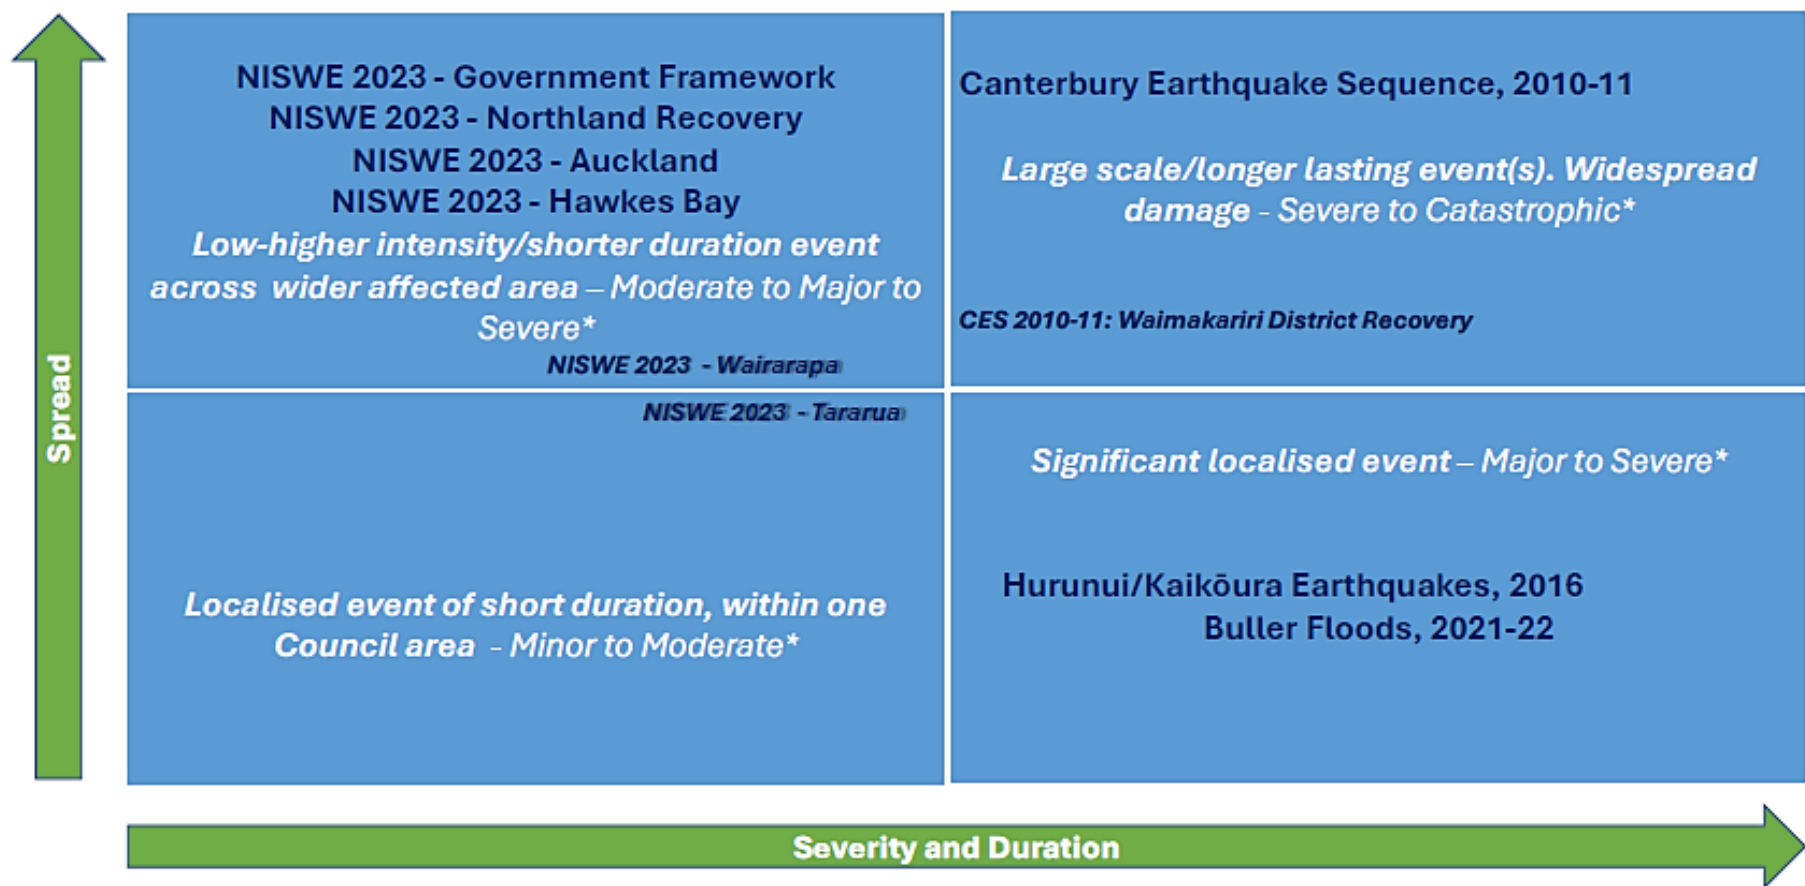 NISWE 2023 - Government Framework
NISWE 2023 - Northland Recovery
NISWE 2023 - Auckland
NISWE 2023 - Hawkes Bay
Low-higher intensity/shorter duration event
across wider affected area – Moderate to Major to
Severe*
NISWE 2023 - Wairarapa
Canterbury Earthquake Sequence, 2010-11
Large scale/longer lasting event(s). Widespread
damage - Severe to Catastrophic*
CES 2010-11: Waimakariri District Recovery
Spread
NISWE 2023 - Tararua
Localised event of short duration, within one
Council area - Minor to Moderate*
Significant localised event – Major to Severe*
Hurunui/Kaikōura Earthquakes, 2016
Buller Floods, 2021-22
Severity and Duration